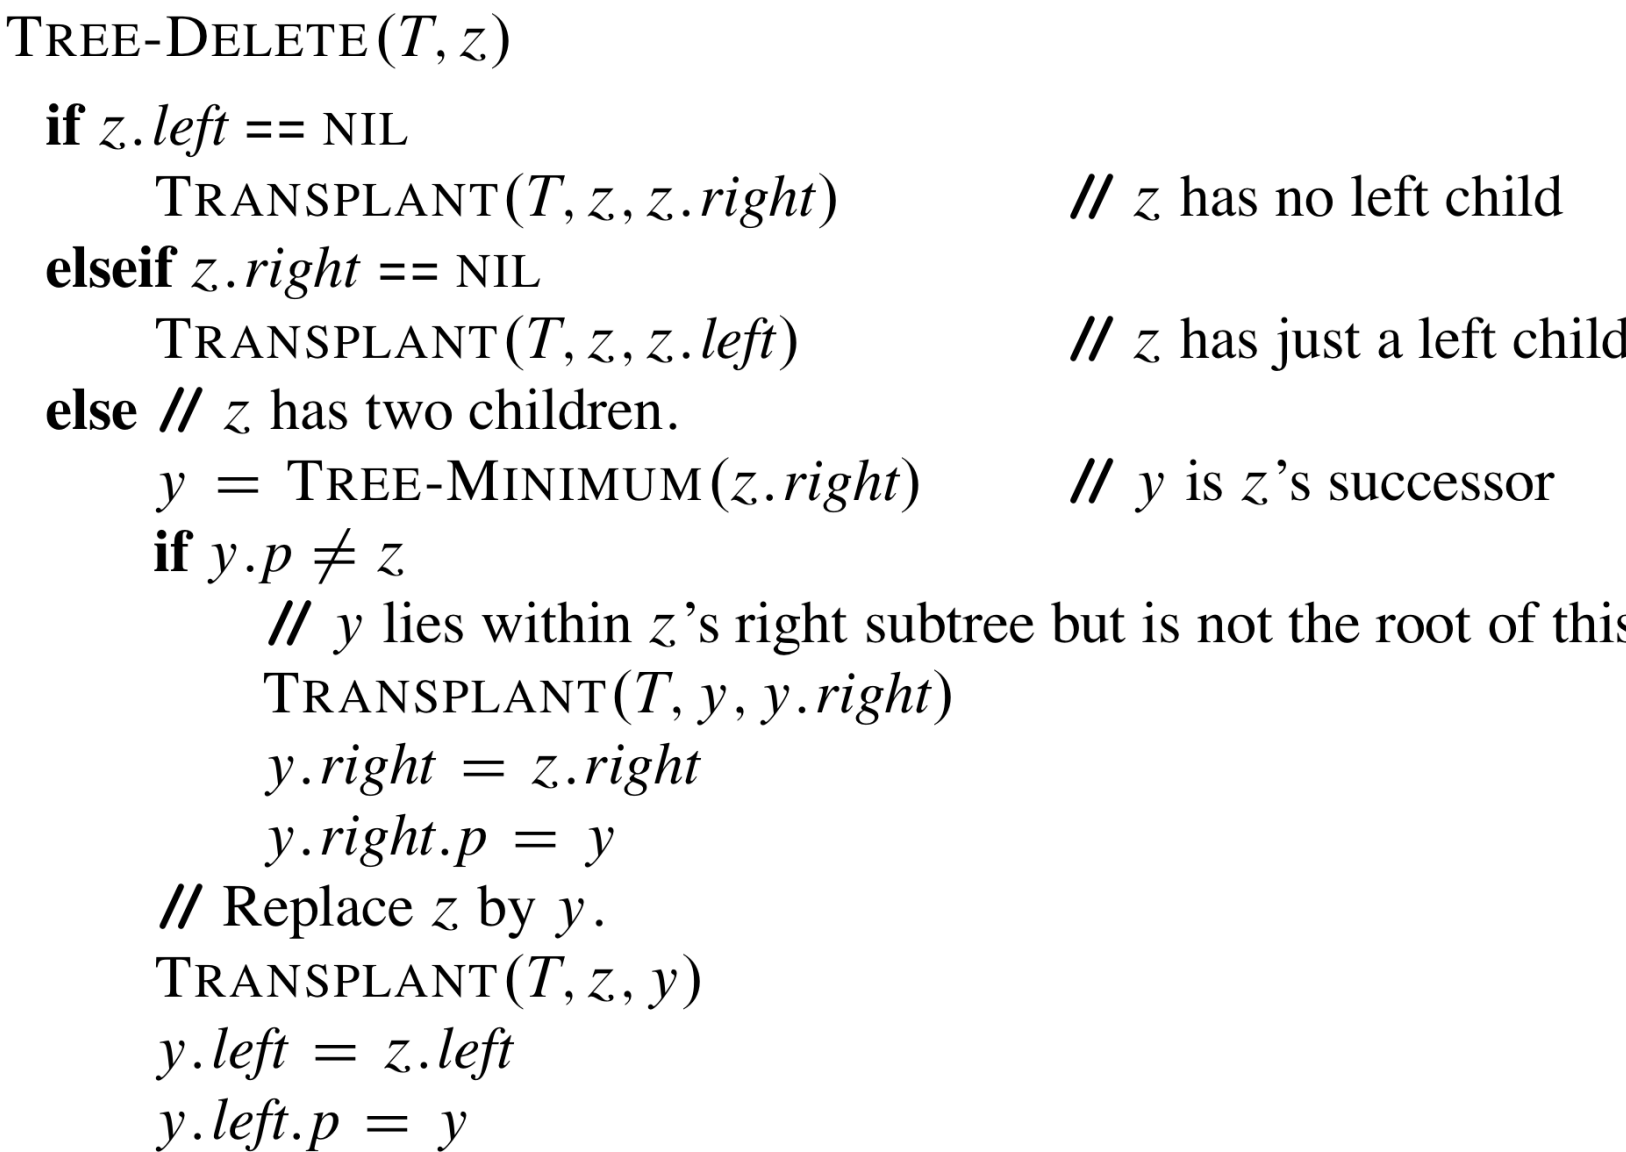 TREE-DELETE(T, z)
if z.left == NIL
TRANSPLANT(T, z, z.right) // z has no left child
elseif z.right == NIL
TRANSPLANT(T, z, z.left) // z has just a left child
else // z has two children.
y = TREE-MINIMUM(z.right) // y is z's successor
if y.p ≠ z
// y lies within z's right subtree but is not the root of this
TRANSPLANT(T, y, y.right)
y.right = z.right
y.right.p = y
// Replace z by y.
TRANSPLANT(T, z, y)
y.left = z.left
y.left.p = y